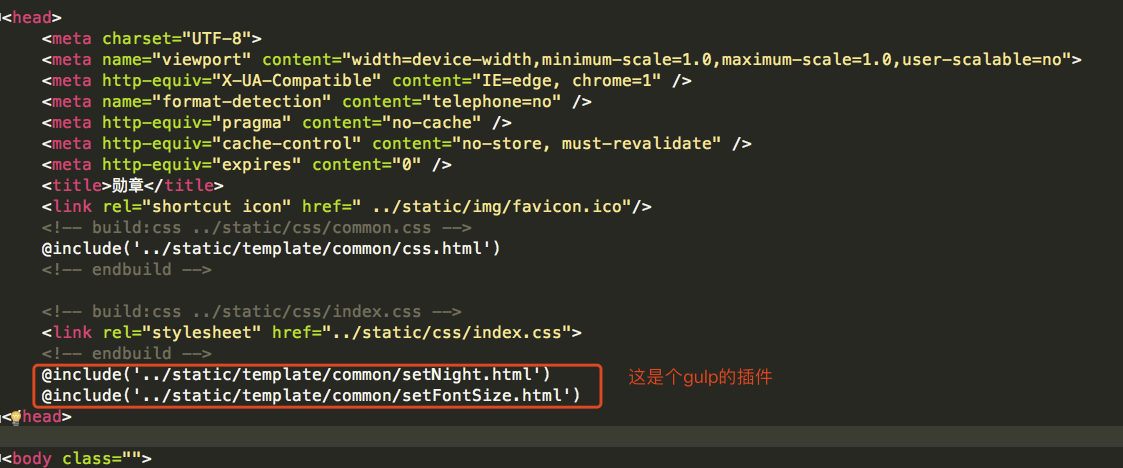 <head>
<meta charset="UTF-8">
<meta name="viewport" content="width=device-width,minimum-scale=1.0,maximum-scale=1.0,user-scalable=no">
<meta http-equiv="X-UA-Compatible" content="IE=edge, chrome=1" />
<meta name="format-detection" content="telephone=no" />
<meta http-equiv="pragma" content="no-cache" />
<meta http-equiv="cache-control" content="no-store, must-revalidate" />
<meta http-equiv="expires" content="0" />
<title>勋章</title>
<link rel="shortcut icon" href=" ../static/img/favicon.ico"/>
<!-- build:css ../static/css/common.css -->
@include('../static/template/common/css.html')
<!-- endbuild -->
<!-- build:css ../static/css/index.css -->
<link rel="stylesheet" href="../static/css/index.css">
<!-- endbuild -->
@include('../static/template/common/setNight.html')
这是个gulp的插件
@include('../static/template/common/setFontSize.html')
</head>
<body class="">